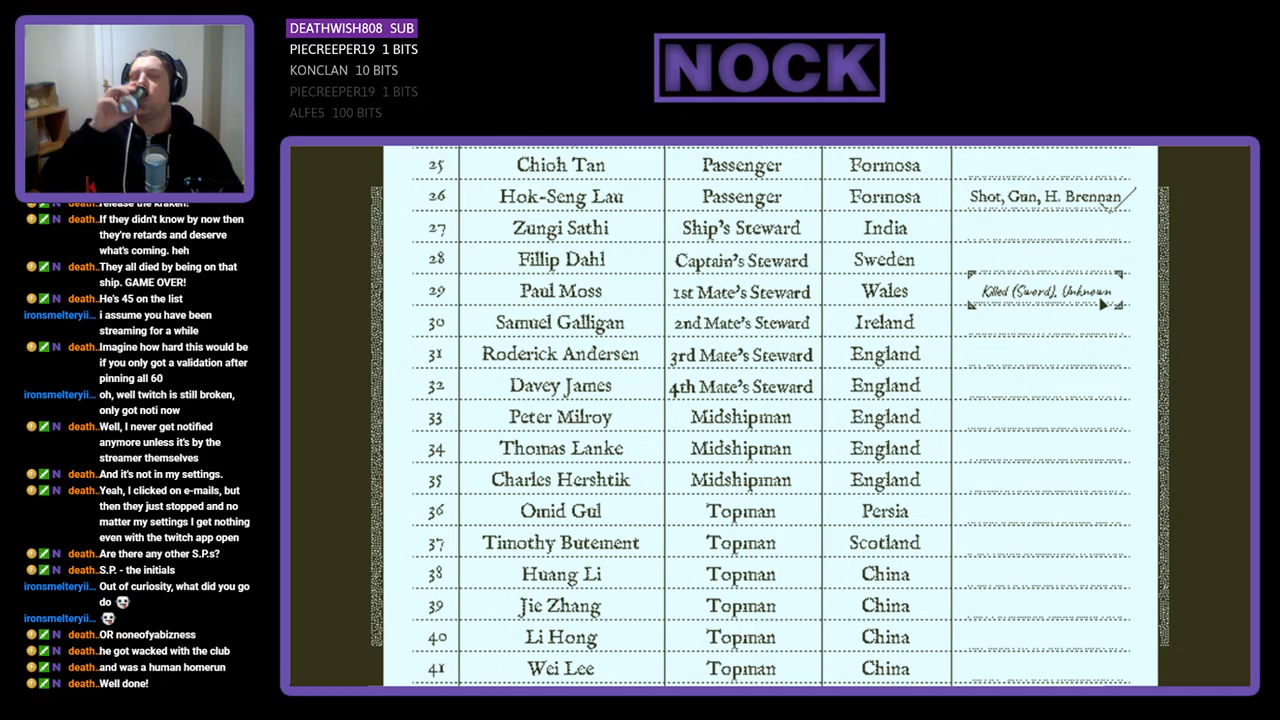 DEATHWISH808 SUB
PIECREEPER19 1 BITS
KONCLAN 10 BITS
PIECREEPER19 1 BITS
ALFE5 100 BITS
NOCK
N death..release the kraken!
N death..If they didn't know by now then
they're retards and deserve
what's coming. heh
N death..They all died by being on that
ship. GAME OVER!
N death..He's 45 on the list
ironsmelteryii... i assume you have been
streaming for a while
N death..Imagine how hard this would be
if you only got a validation after
pinning all 60
ironsmelteryii... oh, well twitch is still broken,
only got noti now
N death..Well, I never get notified
anymore unless it's by the
streamer themselves
N death..And it's not in my settings.
N death..Yeah, I clicked on e-mails, but
then they just stopped and no
matter my settings I get nothing
even with the twitch app open
N death..Are there any other S.P.s?
N death..S.P. - the initials
ironsmelteryii... Out of curiosity, what did you go
do
ironsmelteryii...
N death..OR noneofyabizness
N death..he got wacked with the club
N death..and was a human homerun
N death..Well done!
25 Chioh Tan Passenger Formosa
26 Hok-Seng Lau Passenger Formosa Shot, Gun, H. Brennan
27 Zungi Sathi Ship's Steward India
28 Fillip Dahl Captain's Steward Sweden
29 Paul Moss 1st Mate's Steward Wales Killed (Sword), Unknown
30 Samuel Galligan 2nd Mate's Steward Ireland
31 Roderick Andersen 3rd Mate's Steward England
32 Davey James 4th Mate's Steward England
33 Peter Milroy Midshipman England
34 Thomas Lanke Midshipman England
35 Charles Hershtik Midshipman England
36 Omid Gul Topman Persia
37 Timothy Butement Topman Scotland
38 Huang Li Topman China
39 Jie Zhang Topman China
40 Li Hong Topman China
41 Wei Lee Topman China